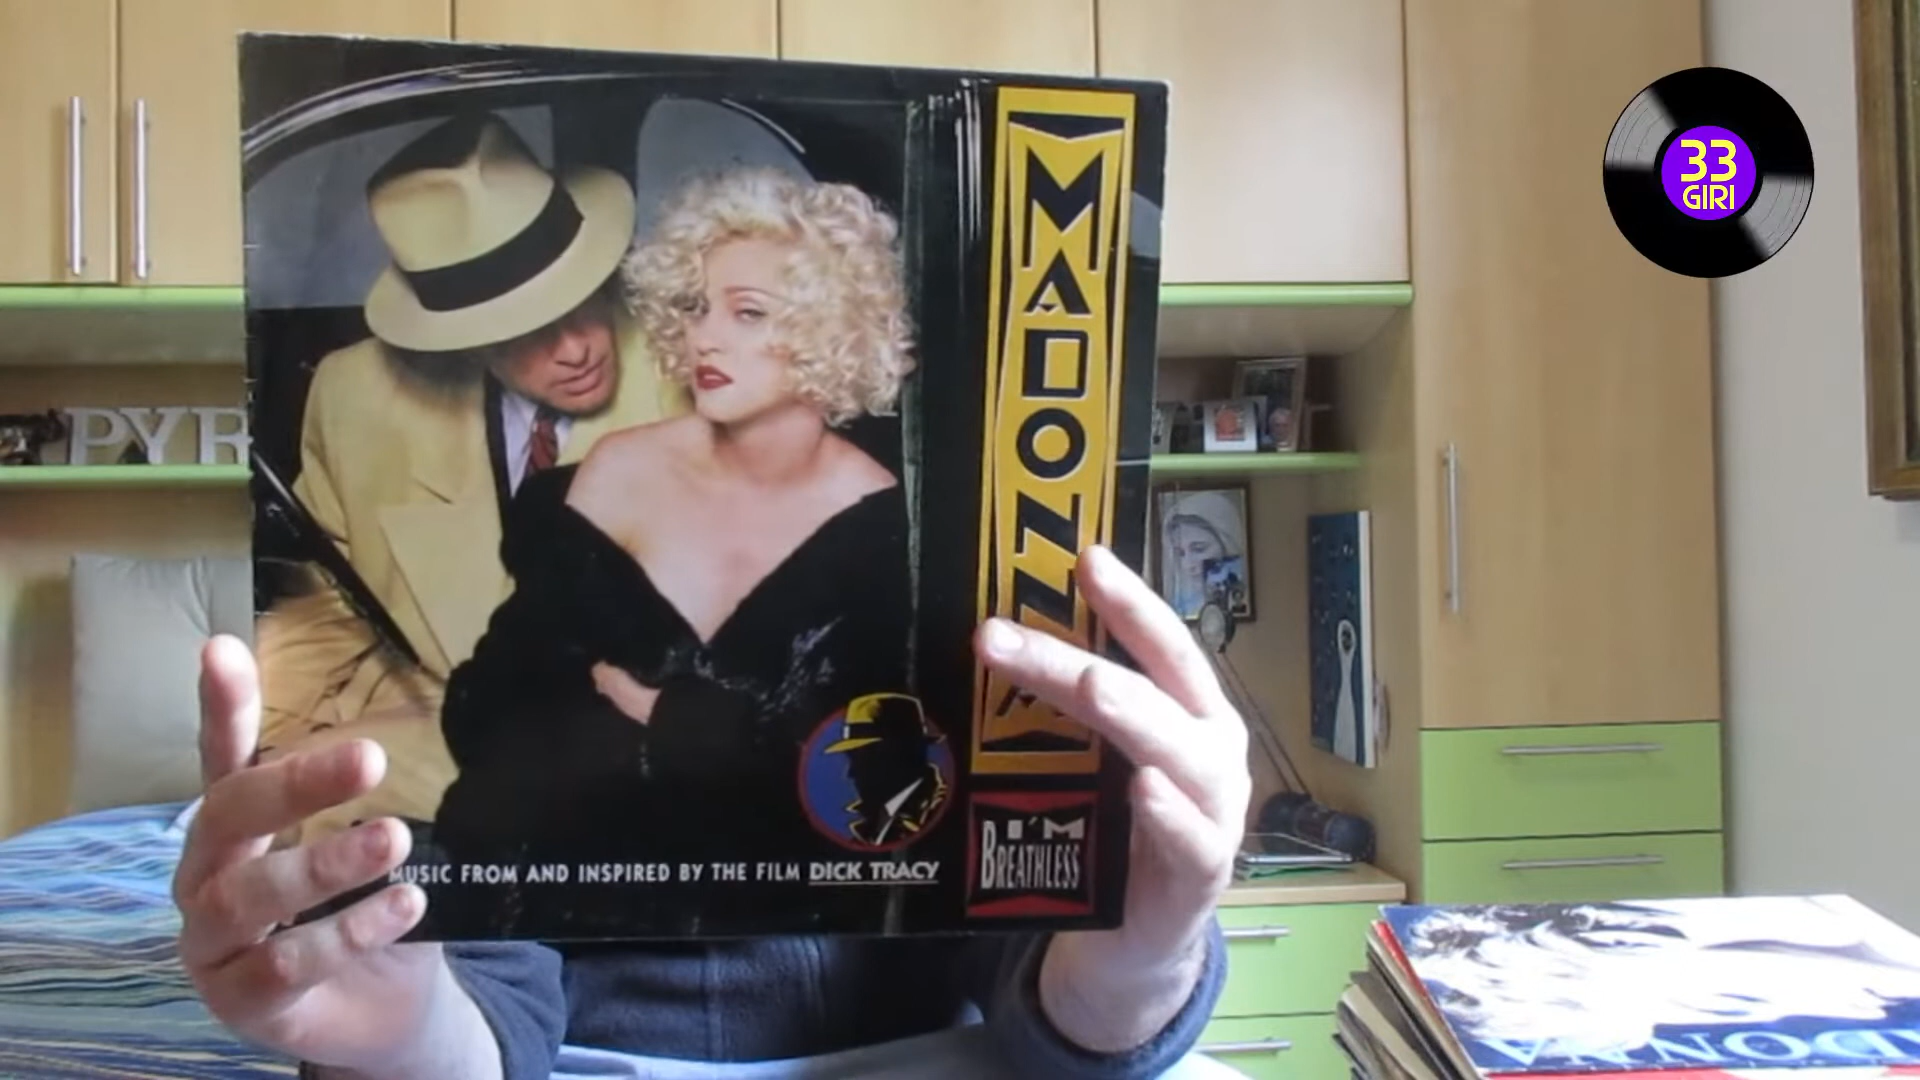 MADONNA
I'M
BREATHLESS
MUSIC FROM AND INSPIRED BY THE FILM DICK TRACY
33
GIRI
PYR
DONNA